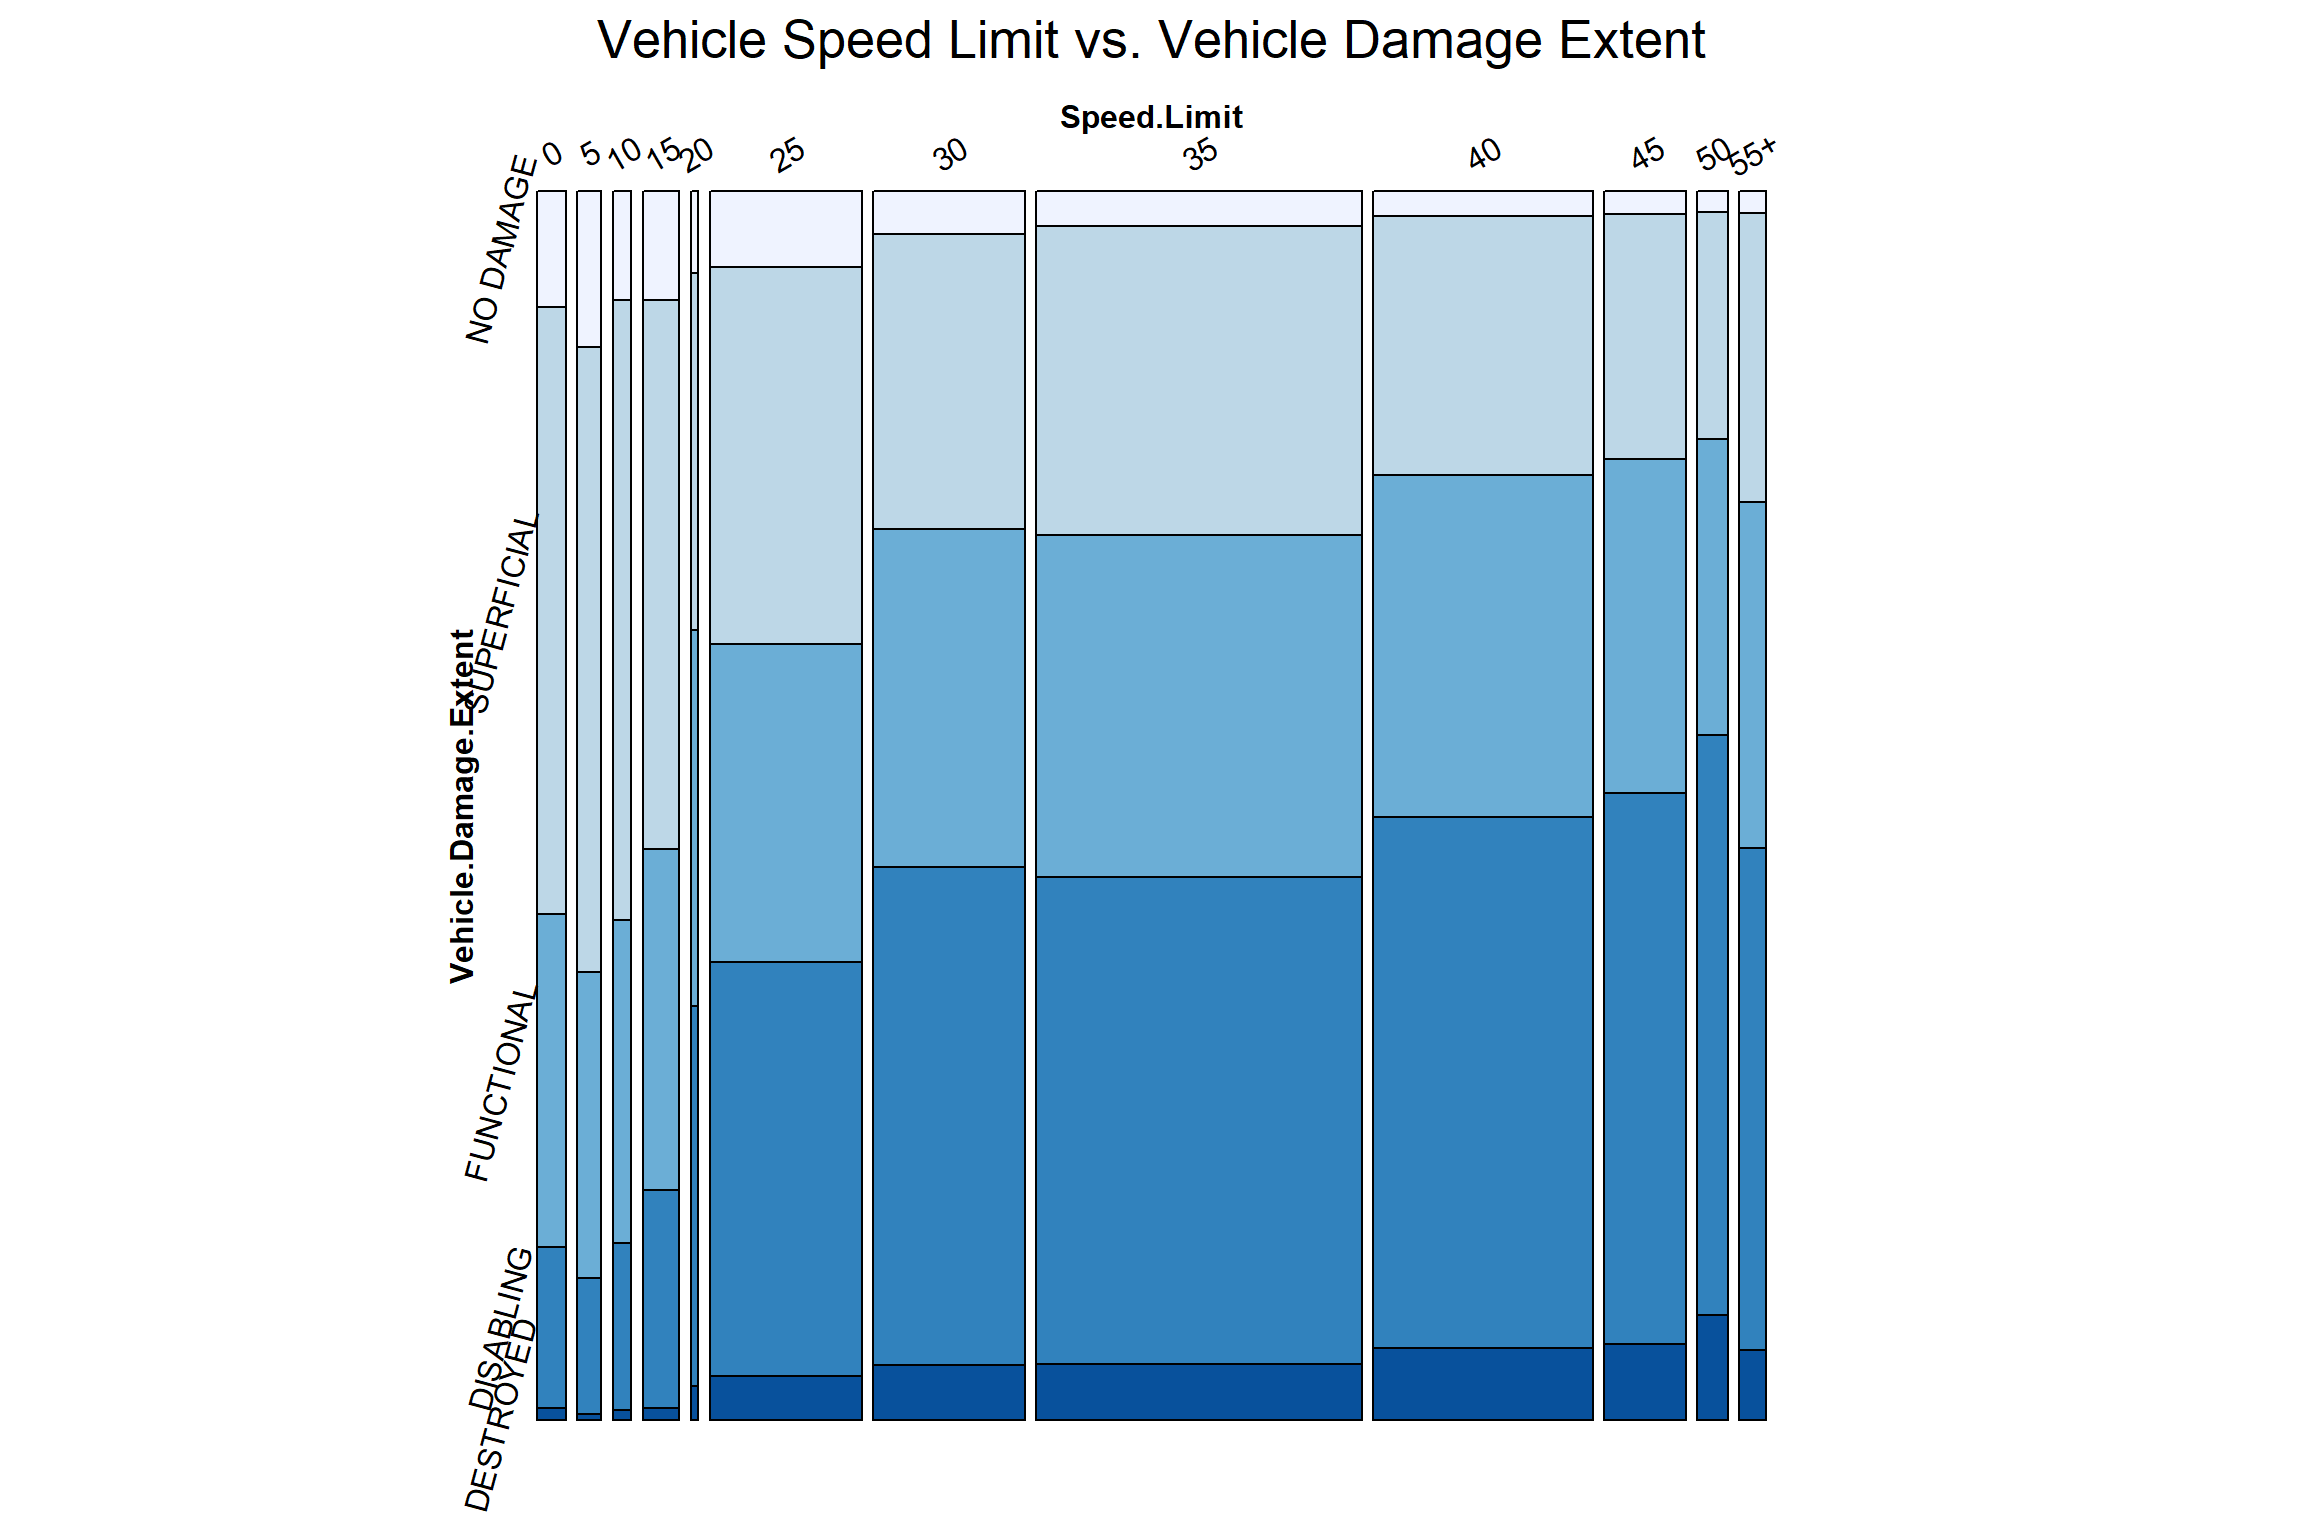 Vehicle Speed Limit vs. Vehicle Damage Extent
Speed.Limit
0 5 10 15 20 25 30 35 40 45 50 55+
Vehicle.Damage.Extent
NO DAMAGE
SUPERFICIAL
FUNCTIONAL
DISABLING
DESTROYED